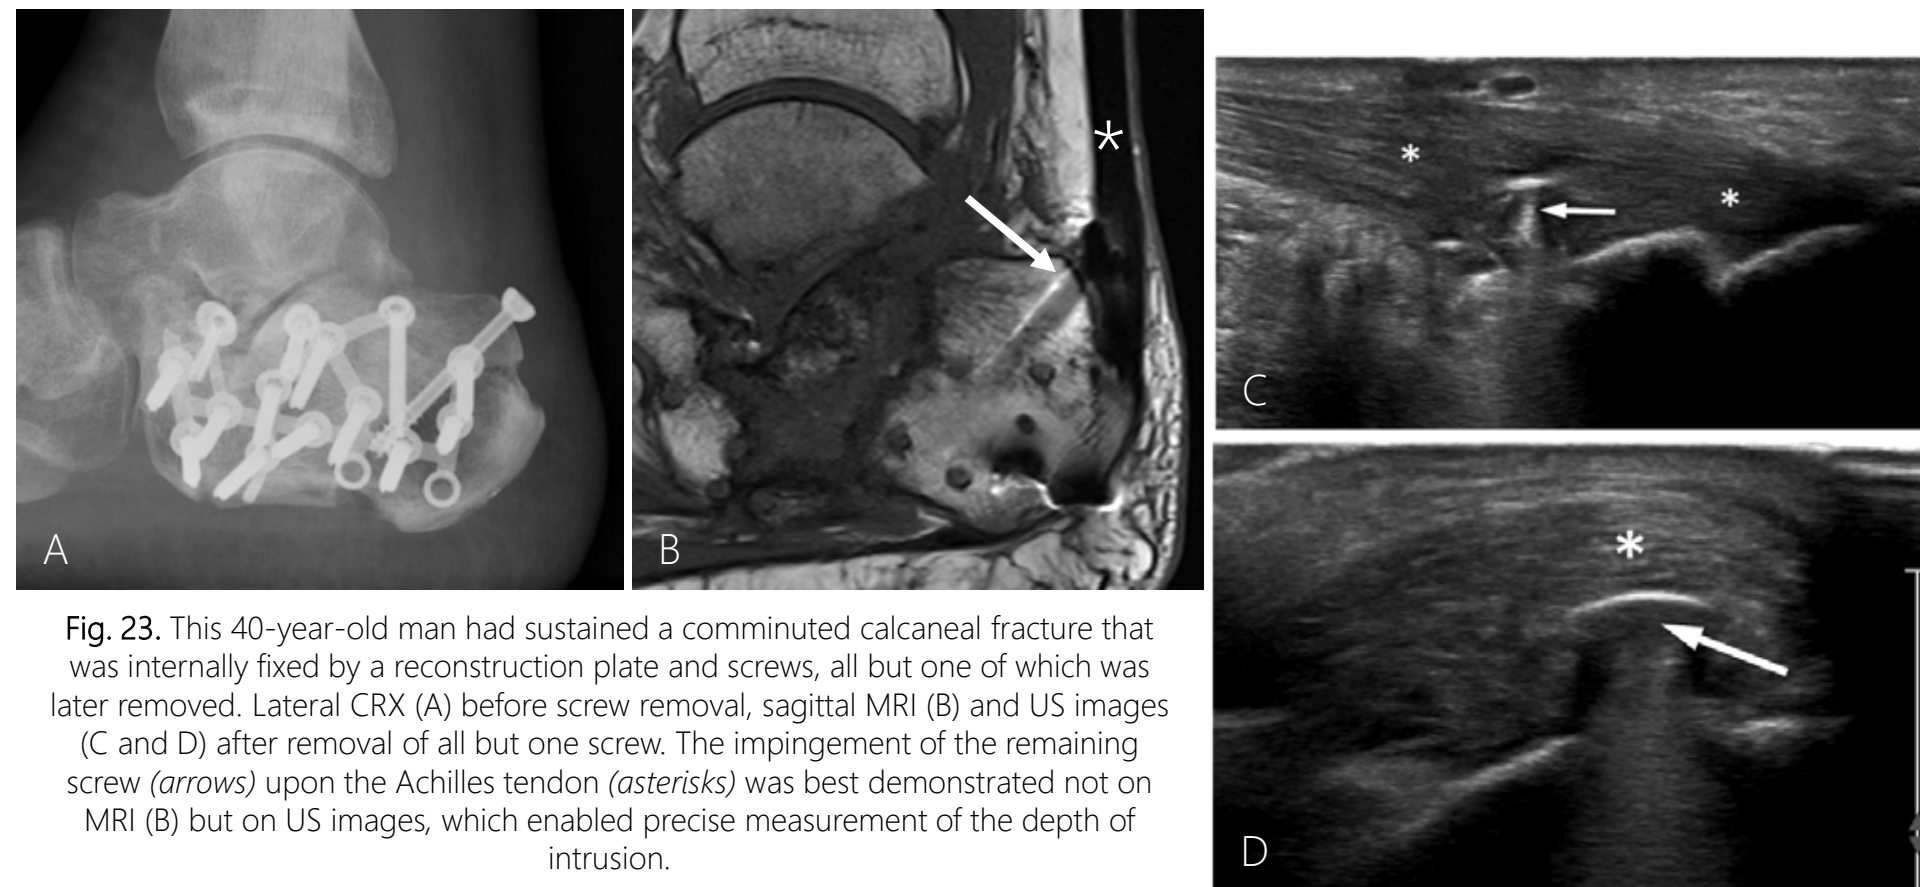 A
B
C
D
Fig. 23. This 40-year-old man had sustained a comminuted calcaneal fracture that
was internally fixed by a reconstruction plate and screws, all but one of which was
later removed. Lateral CRX (A) before screw removal, sagittal MRI (B) and US images
(C and D) after removal of all but one screw. The impingement of the remaining
screw (arrows) upon the Achilles tendon (asterisks) was best demonstrated not on
MRI (B) but on US images, which enabled precise measurement of the depth of
intrusion.